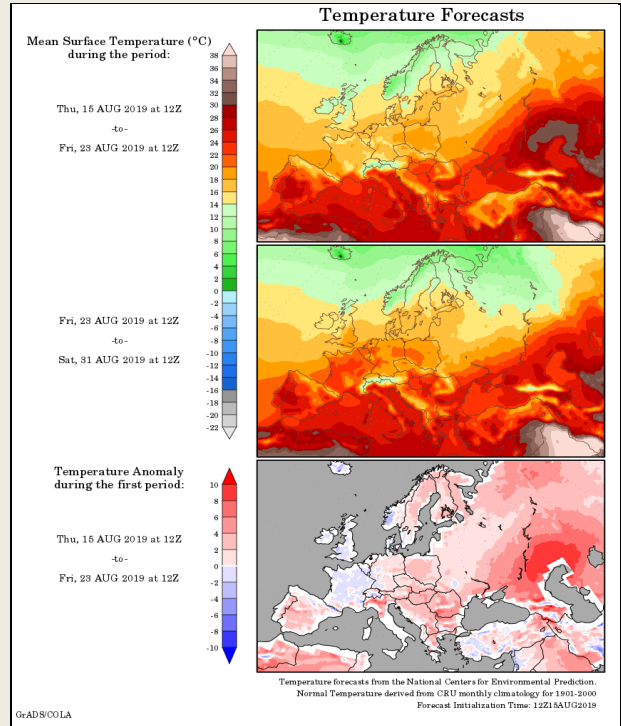 Temperature Forecasts
Mean Surface Temperature (°C)
during the period:
Thu, 15 AUG 2019 at 12Z
-to-
Fri, 23 AUG 2019 at 12Z
38
36
34
32
30
28
26
24
22
20
18
16
14
12
10
8
6
4
2
0
-2
-4
-6
-8
-10
-12
-14
-16
-18
-20
-22
Fri, 23 AUG 2019 at 12Z
-to-
Sat, 31 AUG 2019 at 12Z
Temperature Anomaly
during the first period:
Thu, 15 AUG 2019 at 12Z
-to-
Fri, 23 AUG 2019 at 12Z
10
8
6
4
2
0
-2
-4
-6
-8
-10
Temperature forecasts from the National Centers for Environmental Prediction.
Normal Temperature derived from CRU monthly climatology for 1901-2000
Forecast Initialization Time: 12Z15AUG2019
GrADS/COLA